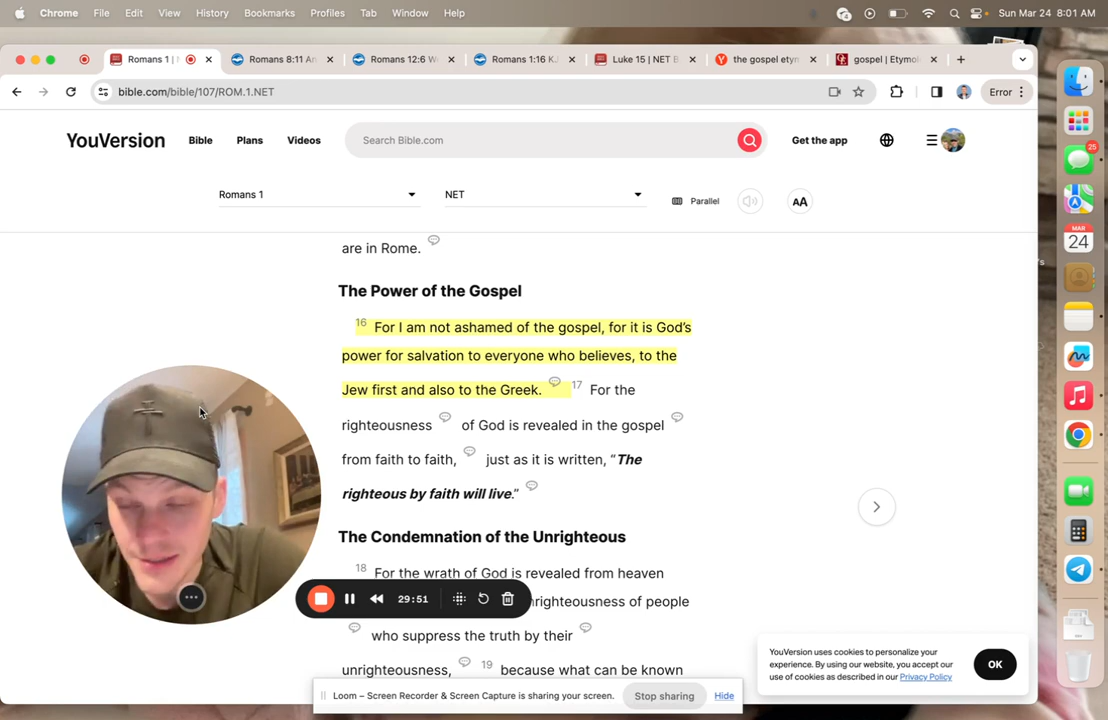 Chrome File Edit View History Bookmarks Profiles Tab Window Help Sun Mar 24 8:01 AM
Romans 1 | Romans 8:11 An Romans 12:6 W Romans 1:16 KJ Luke 15 | NET B the gospel etym gospel | Etymolo
bible.com/bible/107/ROM.1.NET Error
YouVersion Bible Plans Videos Search Bible.com Get the app
25
Romans 1 NET Parallel AA
MAR
24
are in Rome.
The Power of the Gospel
16 For I am not ashamed of the gospel, for it is God's
power for salvation to everyone who believes, to the
Jew first and also to the Greek. 17 For the
righteousness of God is revealed in the gospel
from faith to faith, just as it is written, "The
righteous by faith will live."
The Condemnation of the Unrighteous
18 For the wrath of God is revealed from heaven
29:51
nrighteousness of people
who suppress the truth by their
unrighteousness, 19 because what can be known
YouVersion uses cookies to personalize your
experience. By using our website, you accept our
use of cookies as described in our Privacy Policy
OK
Loom – Screen Recorder & Screen Capture is sharing your screen. Stop sharing Hide